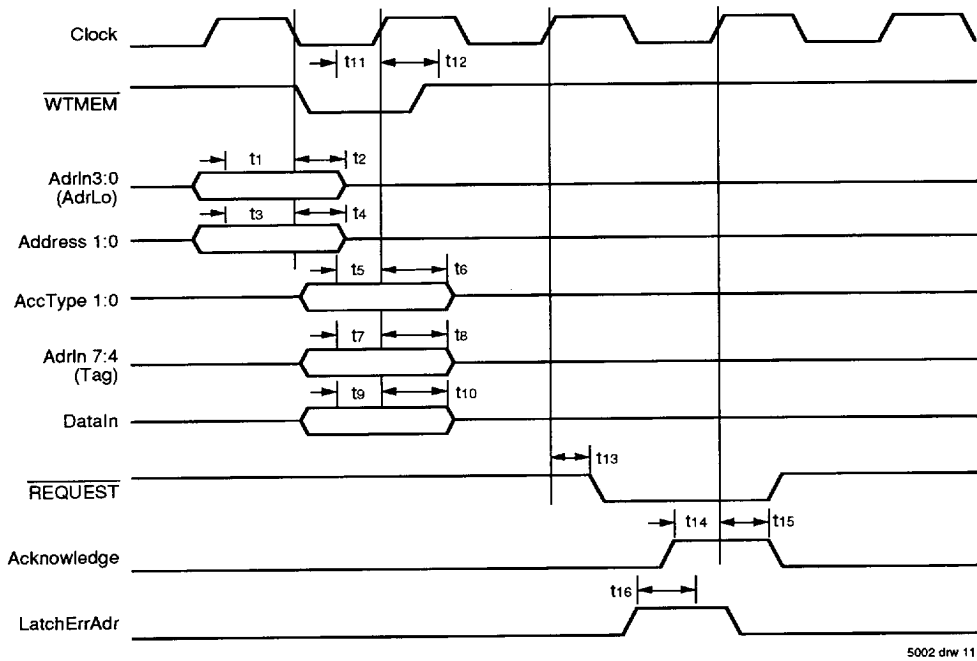 Clock
t11 t12
WTMEM
t1 t2
AdrIn3:0
(AdrLo)
t3 t4
Address 1:0
t5 t6
AccType 1:0
t7 t8
AdrIn 7:4
(Tag)
t9 t10
DataIn
t13
REQUEST
t14 t15
Acknowledge
t16
LatchErrAdr
5002 drw 11